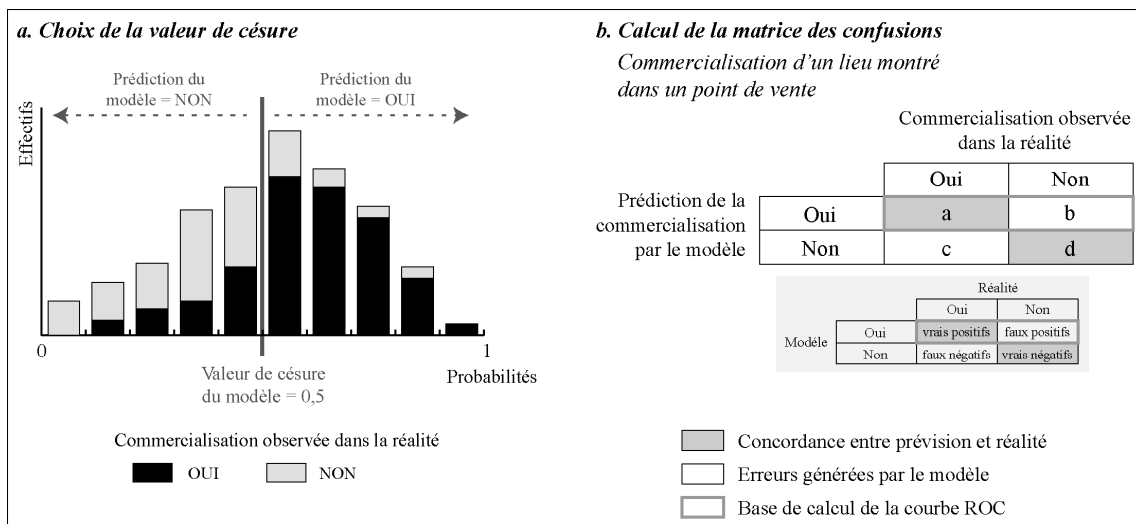 a. Choix de la valeur de césure
Prédiction du
modèle = NON
Prédiction du
modèle = OUI
Effectifs
0
1
Probabilités
Valeur de césure
du modèle = 0,5
Commercialisation observée dans la réalité
OUI
NON
b. Calcul de la matrice des confusions
Commercialisation d'un lieu montré
dans un point de vente
Commercialisation observée
dans la réalité
Oui
Non
Prédiction de la
commercialisation
par le modèle
Oui
a
b
Non
c
d
Réalité
Oui
Non
Modéle
Oui
vrais positifs
faux positifs
Non
faux négatifs
vrais négatifs
Concordance entre prévision et réalité
Erreurs générées par le modèle
Base de calcul de la courbe ROC